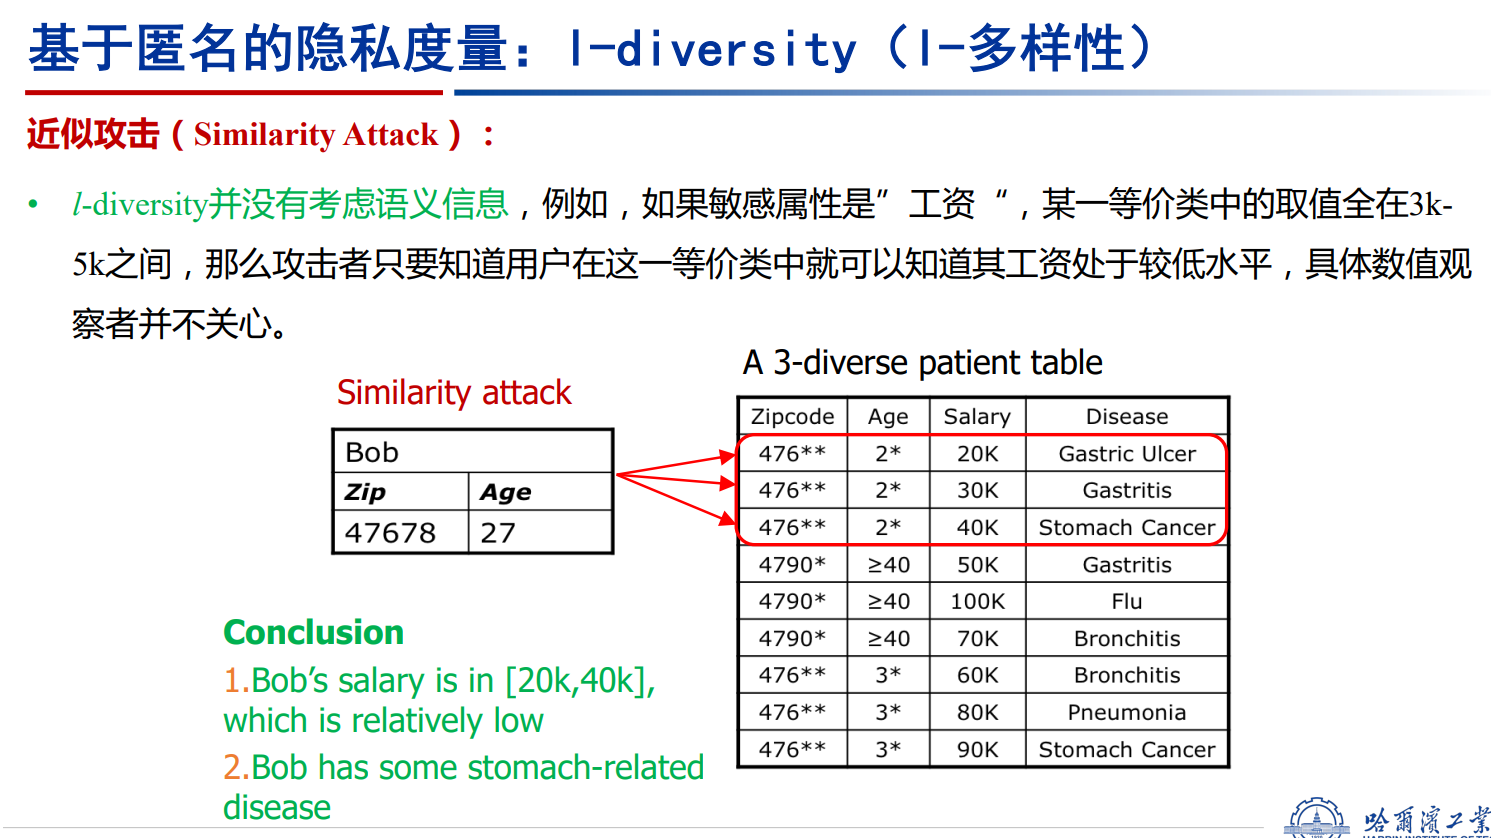 基于匿名的隐私度量：l-diversity（l-多样性）
近似攻击（Similarity Attack）：
• l-diversity并没有考虑语义信息，例如，如果敏感属性是”工资“，某一等价类中的取值全在3k-
5k之间，那么攻击者只要知道用户在这一等价类中就可以知道其工资处于较低水平，具体数值观
察者并不关心。
Similarity attack
Bob
Zip Age
47678 27
Conclusion
1.Bob’s salary is in [20k,40k],
which is relatively low
2.Bob has some stomach-related
disease
A 3-diverse patient table
Zipcode Age Salary Disease
476** 2* 20K Gastric Ulcer
476** 2* 30K Gastritis
476** 2* 40K Stomach Cancer
4790* ≥40 50K Gastritis
4790* ≥40 100K Flu
4790* ≥40 70K Bronchitis
476** 3* 60K Bronchitis
476** 3* 80K Pneumonia
476** 3* 90K Stomach Cancer
哈爾濱工業